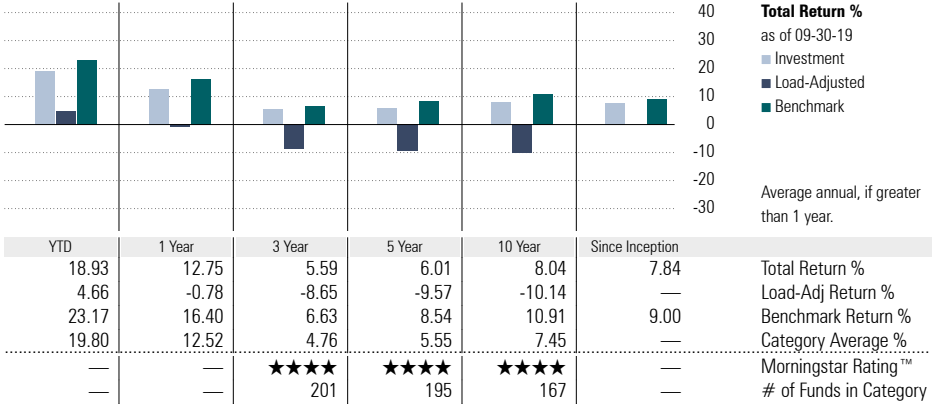 40
30
20
10
0
-10
-20
-30
Total Return %
as of 09-30-19
Investment
Load-Adjusted
Benchmark
Average annual, if greater
than 1 year.
YTD 1 Year 3 Year 5 Year 10 Year Since Inception
18.93 12.75 5.59 6.01 8.04 7.84 Total Return %
4.66 -0.78 -8.65 -9.57 -10.14 — Load-Adj Return %
23.17 16.40 6.63 8.54 10.91 9.00 Benchmark Return %
19.80 12.52 4.76 5.55 7.45 — Category Average %
— — ★★★★ ★★★★ ★★★★ — Morningstar Rating™
— — 201 195 167 — # of Funds in Category